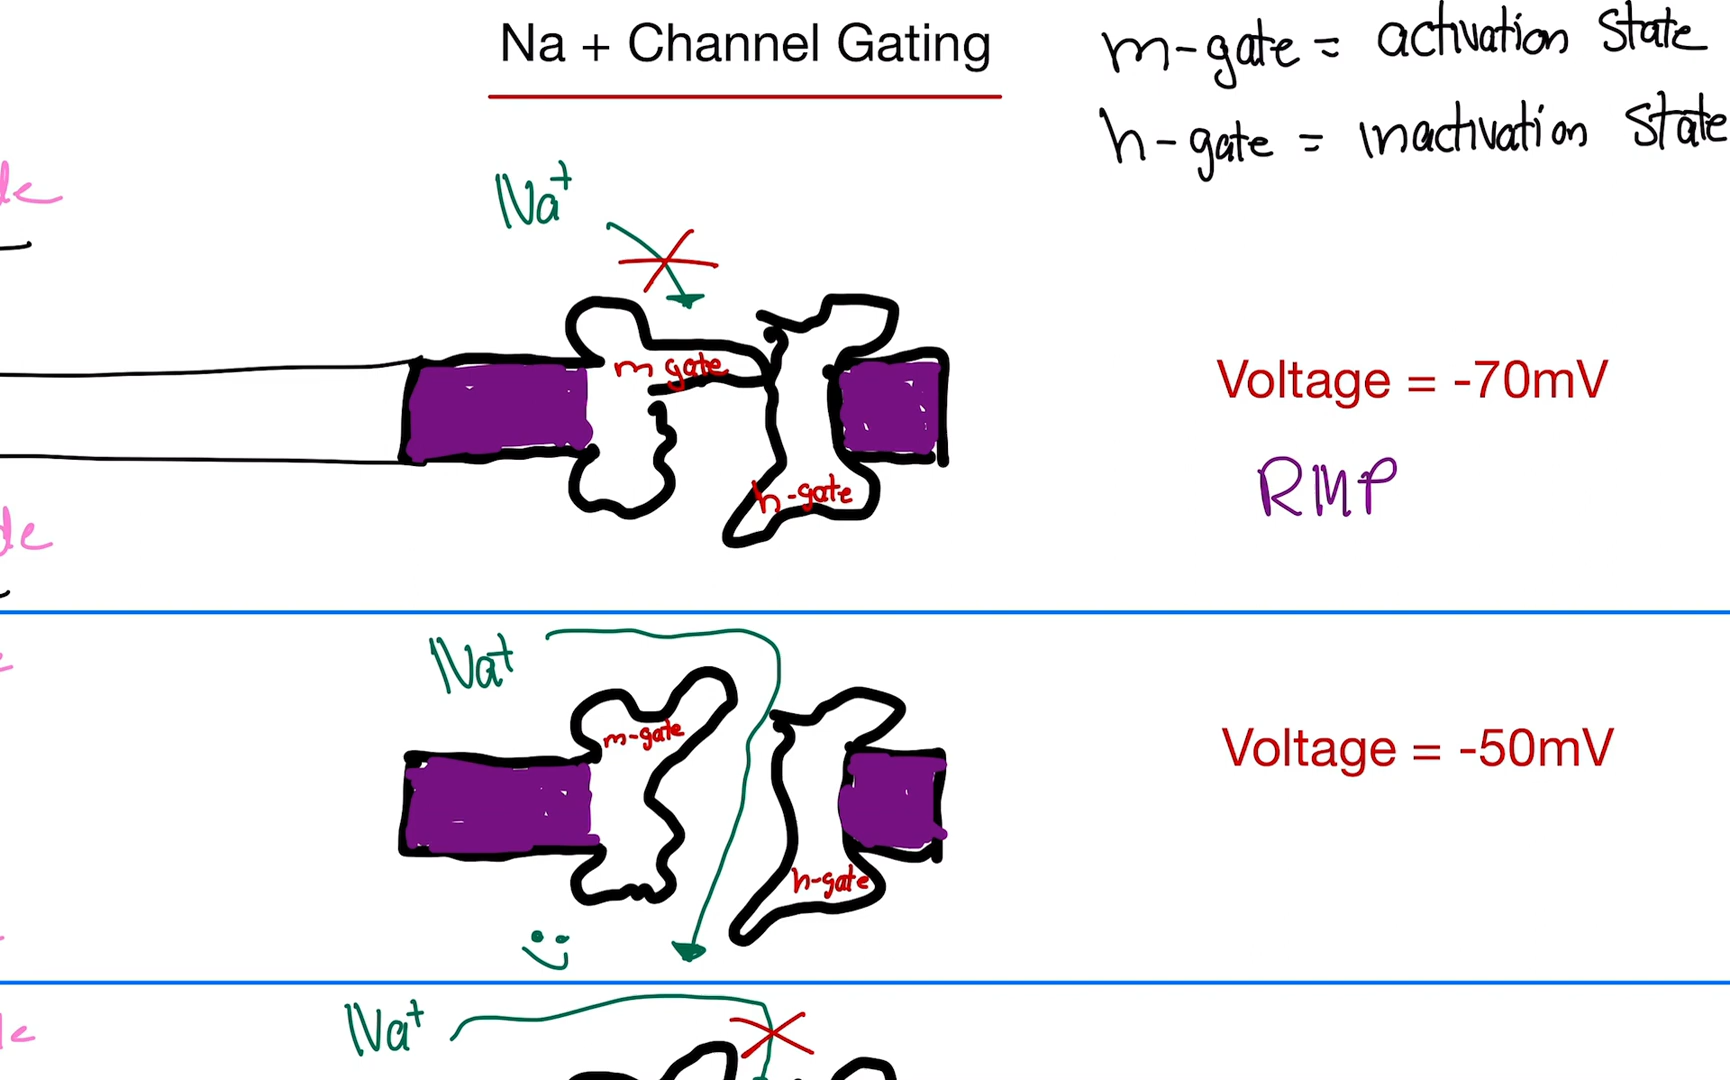 Na + Channel Gating
m-gate = activation state
h-gate = inactivation state
Na+
m gate
h-gate
Voltage = -70mV
RMP
Na+
m-gate
h-gate
Voltage = -50mV
Na+